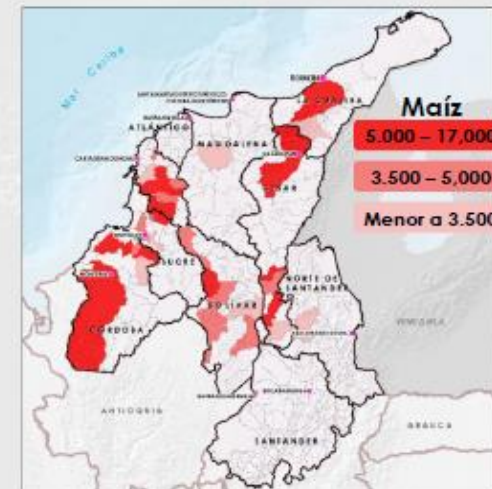 Mar Caribe
LA GUAJIRA
Maíz
5.000 – 17,000
ATLÁNTICO
MAGDALENA
3.500 – 5,000
CESAR
Menor a 3.500
SUCRE
NORTE DE
SANTANDER
BOLÍVAR
VENEZUELA
CÓRDOBA
ANTIOQUIA
ARAUCA
SANTANDER